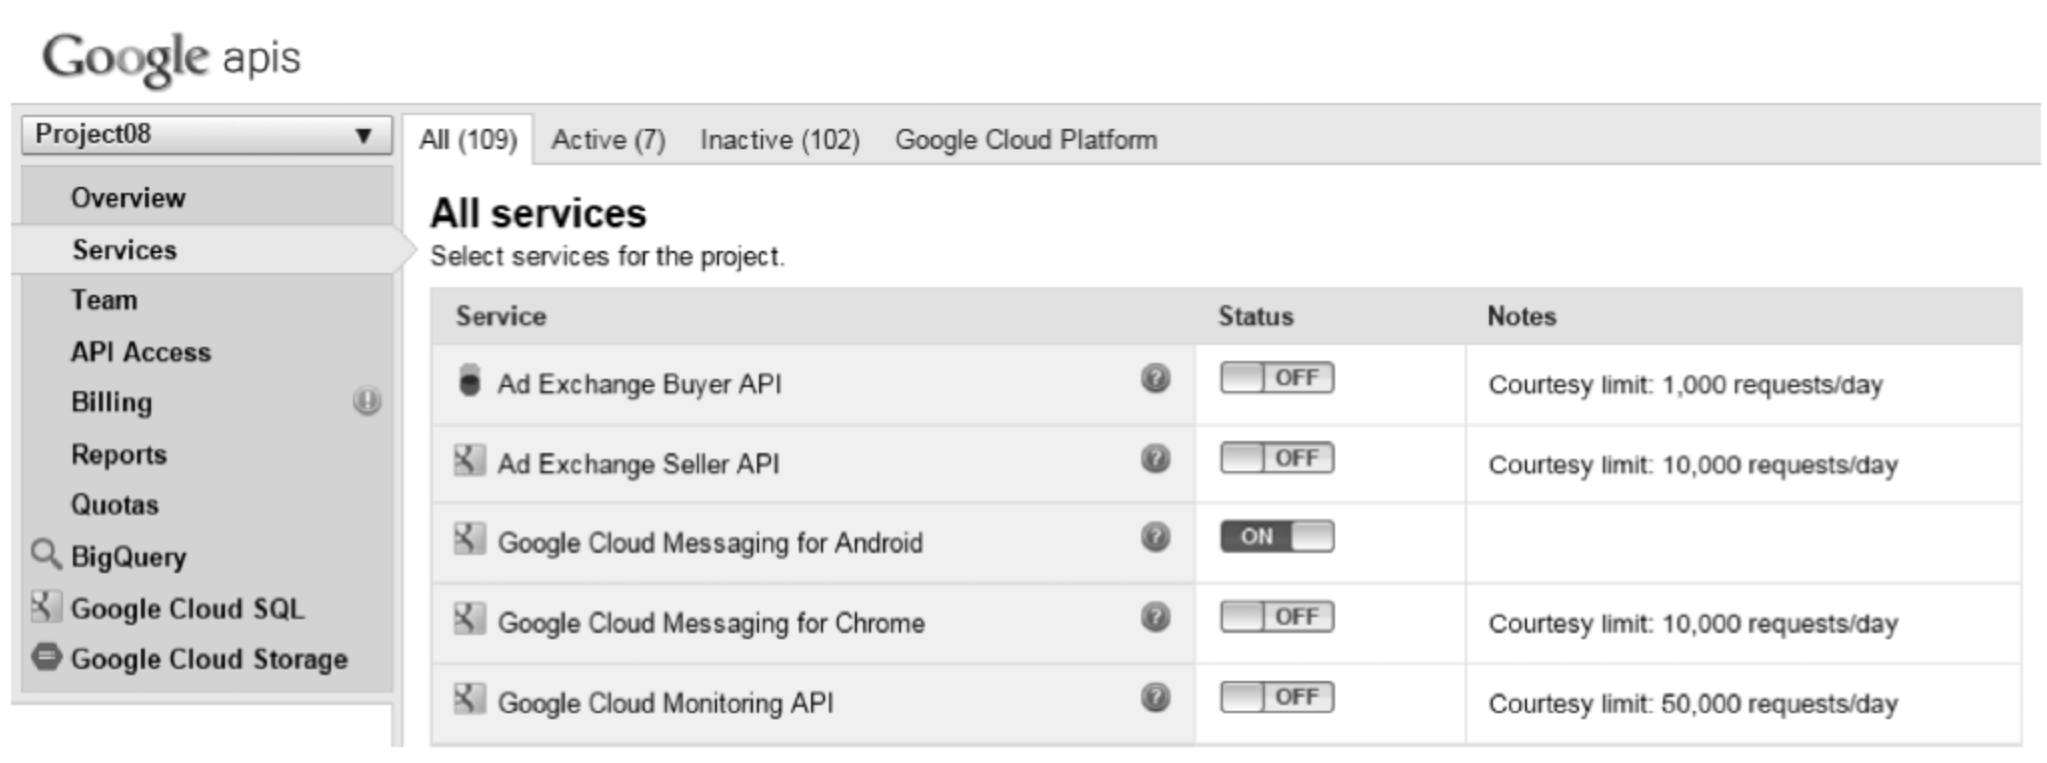 Google apis
Project08
All (109) Active (7) Inactive (102) Google Cloud Platform
Overview
Services
Team
API Access
Billing
Reports
Quotas
BigQuery
Google Cloud SQL
Google Cloud Storage
All services
Select services for the project.
Service Status Notes
Ad Exchange Buyer API OFF Courtesy limit: 1,000 requests/day
Ad Exchange Seller API OFF Courtesy limit: 10,000 requests/day
Google Cloud Messaging for Android ON
Google Cloud Messaging for Chrome OFF Courtesy limit: 10,000 requests/day
Google Cloud Monitoring API OFF Courtesy limit: 50,000 requests/day